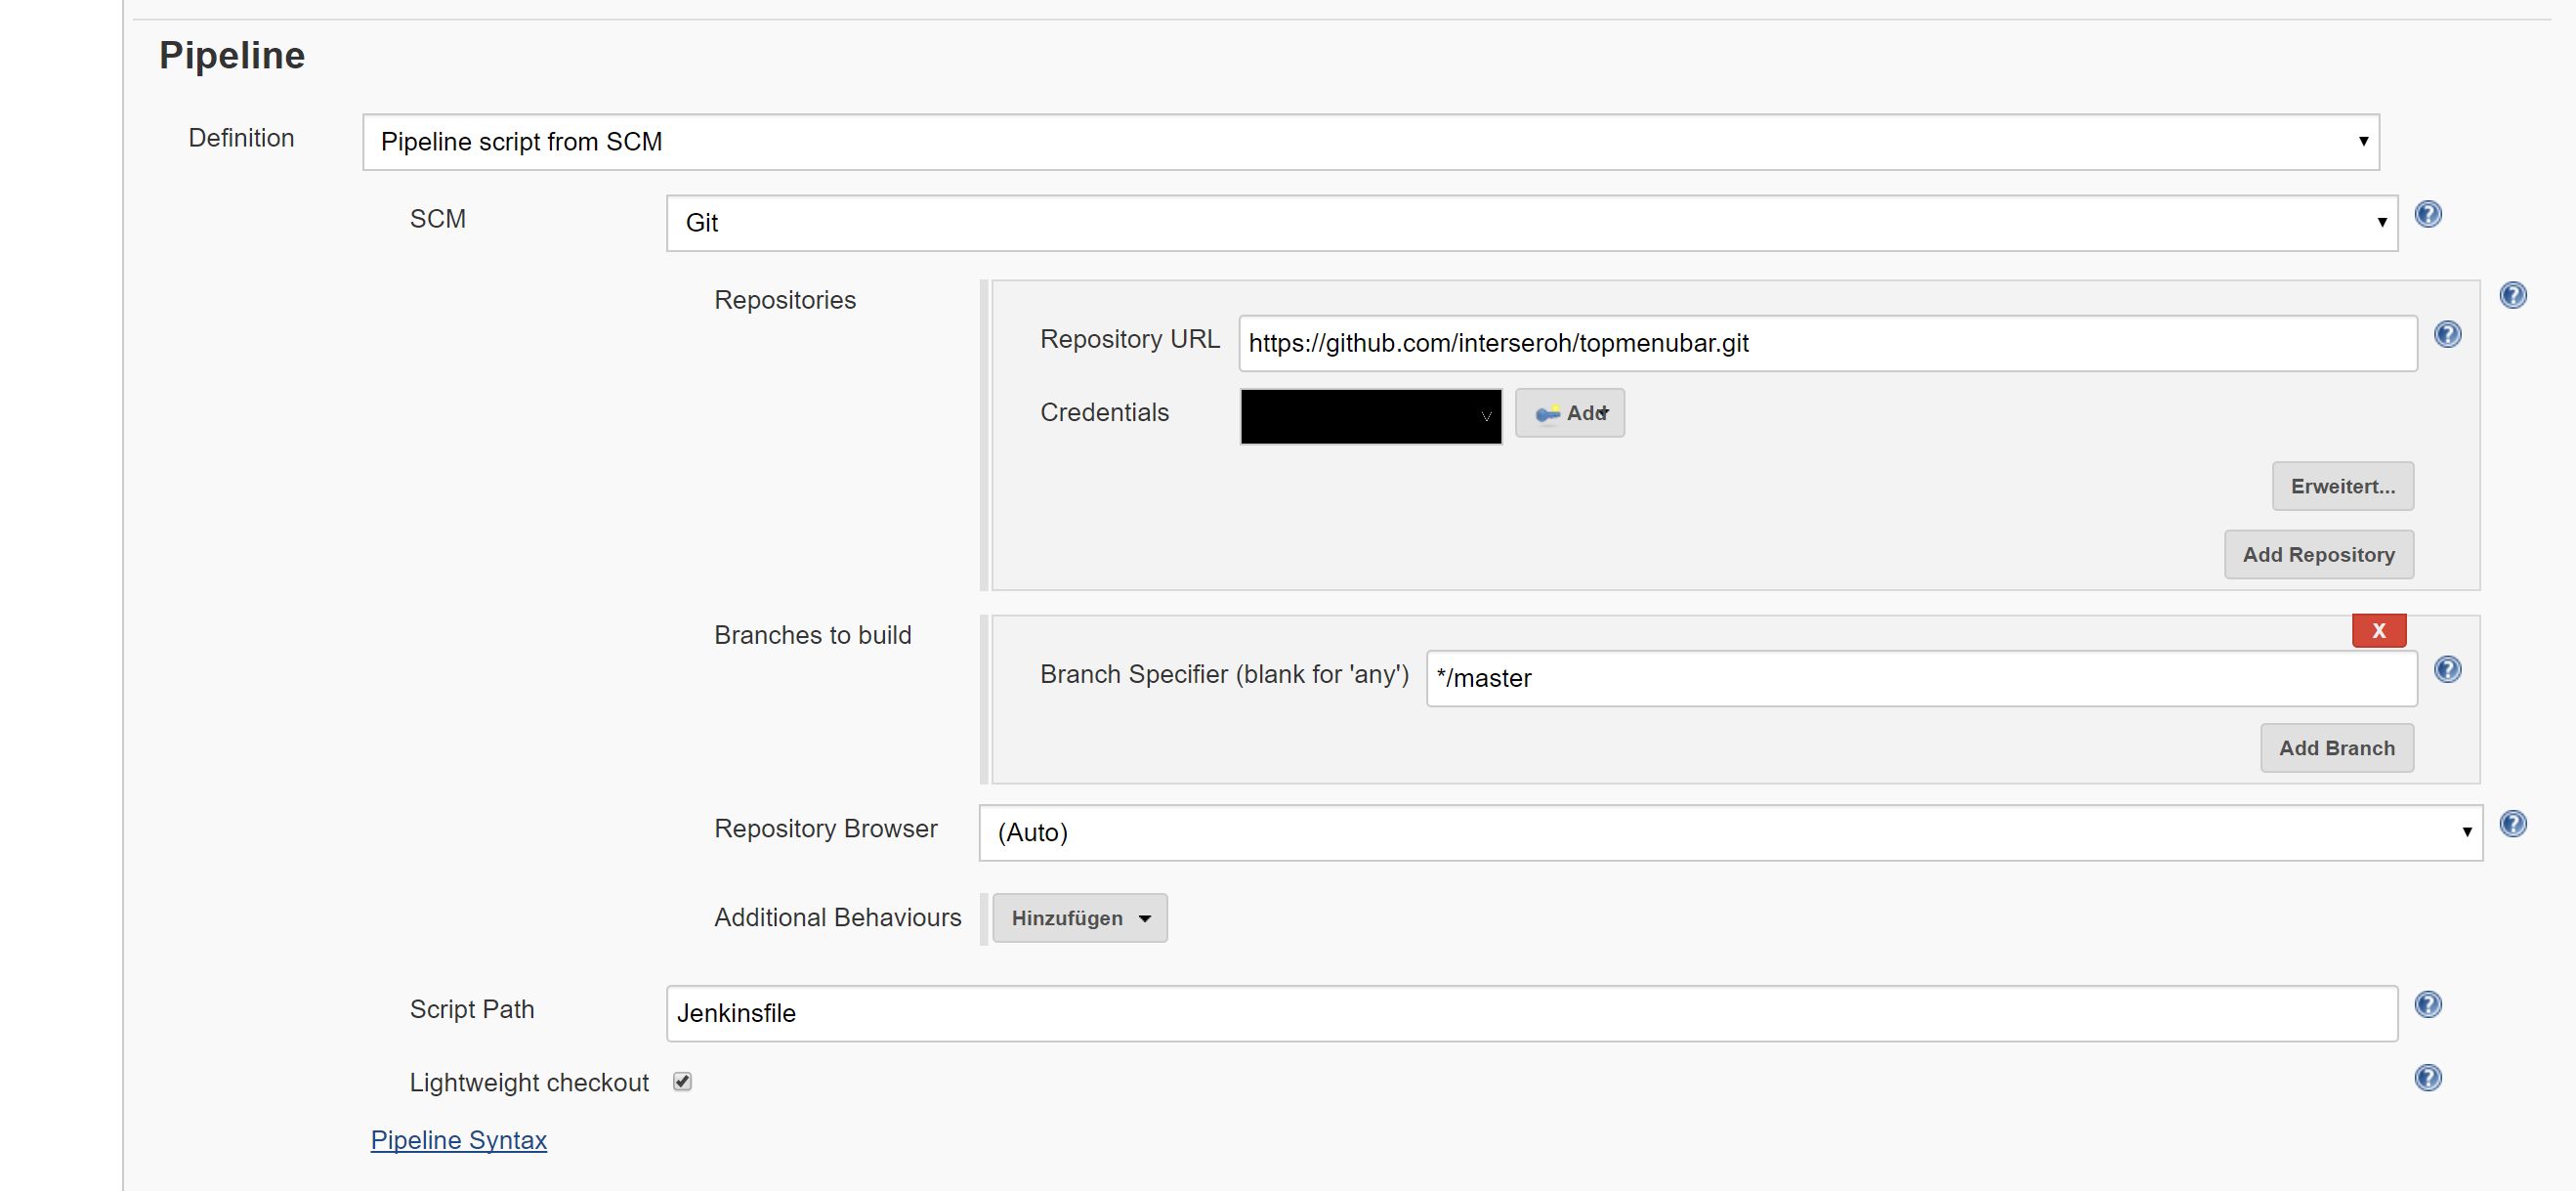 Pipeline
Definition
Pipeline script from SCM
SCM
Git
Repositories
Repository URL
https://github.com/interseroh/topmenubar.git
Credentials
Add
Erweitert...
Add Repository
Branches to build
X
Branch Specifier (blank for 'any')
*/master
Add Branch
Repository Browser
(Auto)
Additional Behaviours
Hinzufügen
Script Path
Jenkinsfile
Lightweight checkout
Pipeline Syntax